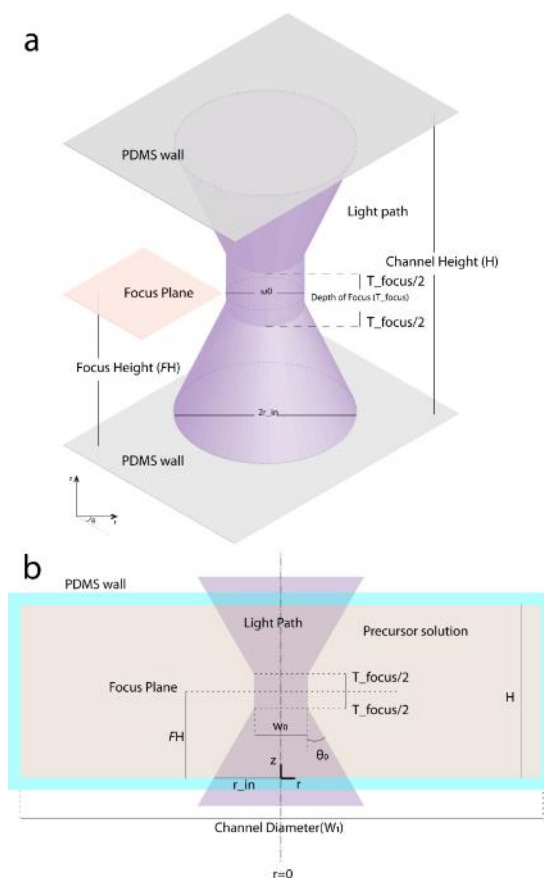 a
PDMS wall
Light path
Channel Height (H)
T_focus/2
Focus Plane
ω0
Depth of Focus (T_focus)
T_focus/2
Focus Height (FH)
2r_in
PDMS wall
z
θ
r
b
PDMS wall
Light Path
Precursor solution
T_focus/2
Focus Plane
H
T_focus/2
FH
w₀
θ₀
z
r_in
r
Channel Diameter(W₁)
r=0